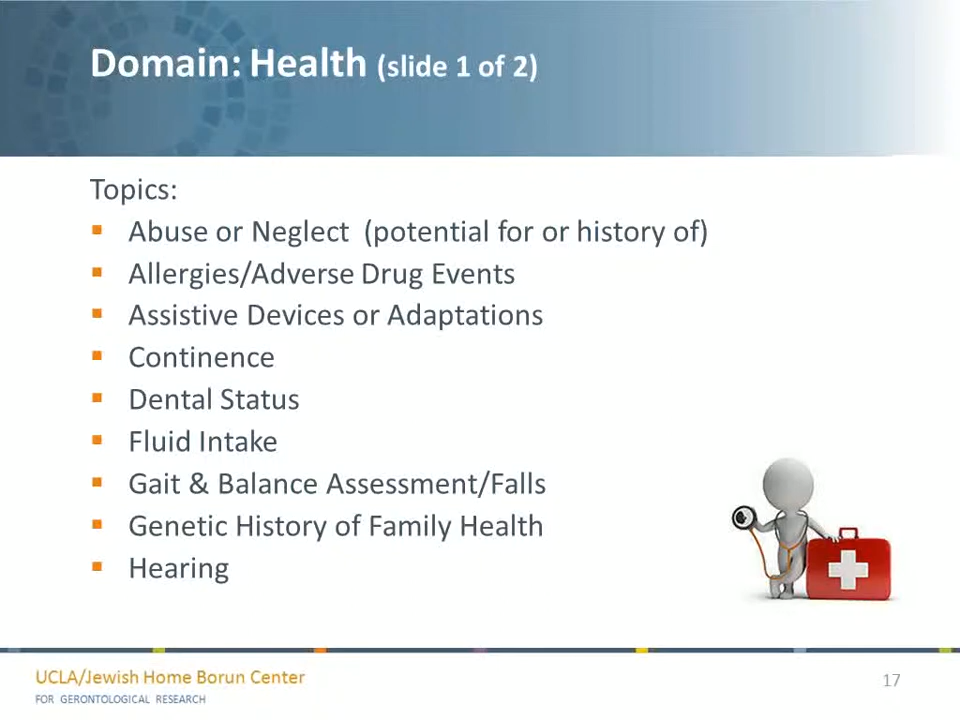 Domain: Health (slide 1 of 2)
Topics:
Abuse or Neglect (potential for or history of)
Allergies/Adverse Drug Events
Assistive Devices or Adaptations
Continence
Dental Status
Fluid Intake
Gait & Balance Assessment/Falls
Genetic History of Family Health
Hearing
UCLA/Jewish Home Borun Center
FOR GERONTOLOGICAL RESEARCH
17